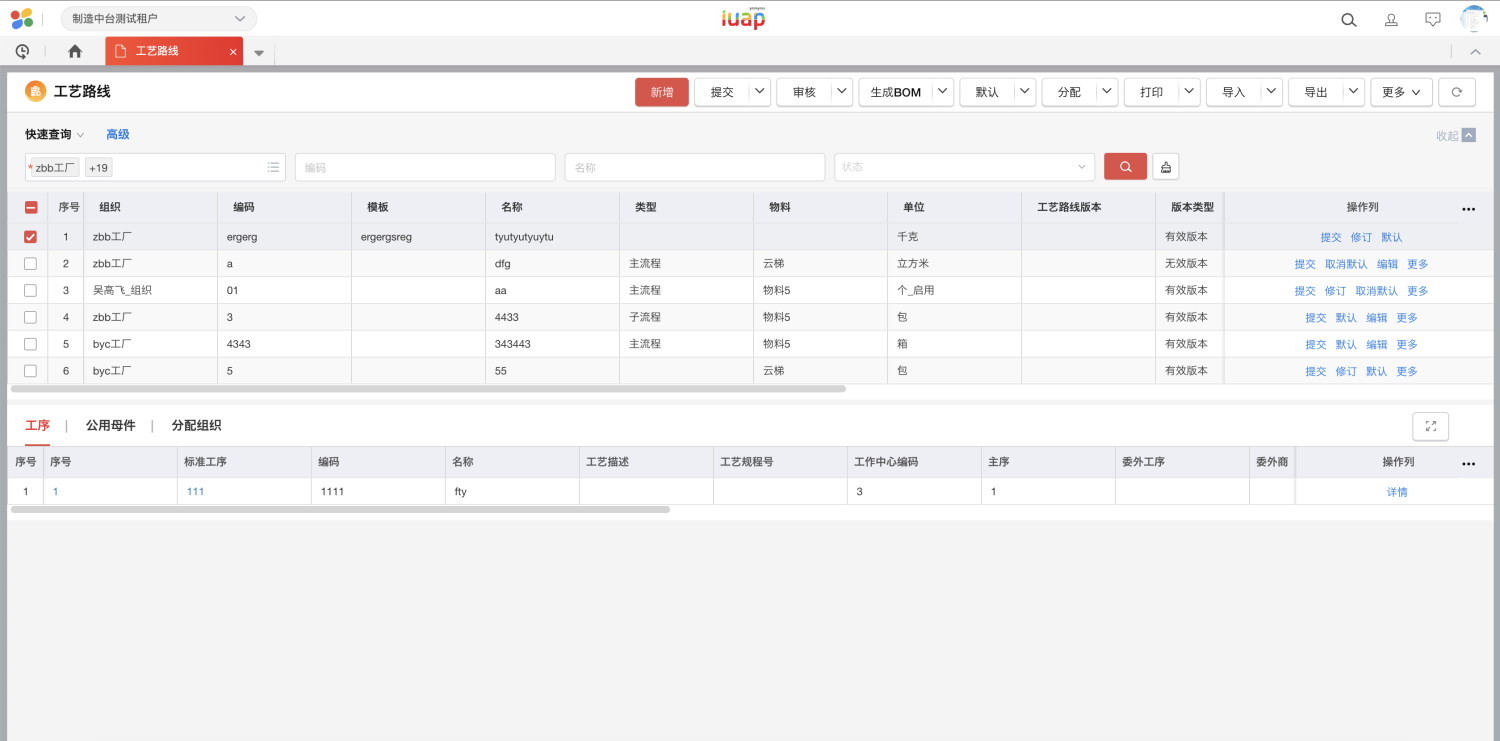 制造中台测试租户
iuap
工艺路线
工艺路线 新增 提交 审核 生成BOM 默认 分配 打印 导入 导出 更多
快速查询 高级 收起
*zbb工厂 +19 编码 名称 状态
序号 组织 编码 模板 名称 类型 物料 单位 工艺路线版本 版本类型 操作列
1 zbb工厂 ergerg ergergsreg tyutyutyuytu 千克 有效版本 提交 修订 默认
2 zbb工厂 a dfg 主流程 云梯 立方米 无效版本 提交 取消默认 编辑 更多
3 吴高飞_组织 01 aa 主流程 物料5 个_启用 有效版本 提交 修订 取消默认 更多
4 zbb工厂 3 4433 子流程 物料5 包 有效版本 提交 默认 编辑 更多
5 byc工厂 4343 343443 主流程 物料5 箱 有效版本 提交 默认 编辑 更多
6 byc工厂 5 55 云梯 包 有效版本 提交 修订 默认 更多
工序 | 公用母件 | 分配组织
序号 序号 标准工序 编码 名称 工艺描述 工艺规程号 工作中心编码 主序 委外工序 委外商 操作列
1 1 111 1111 fty 3 1 详情